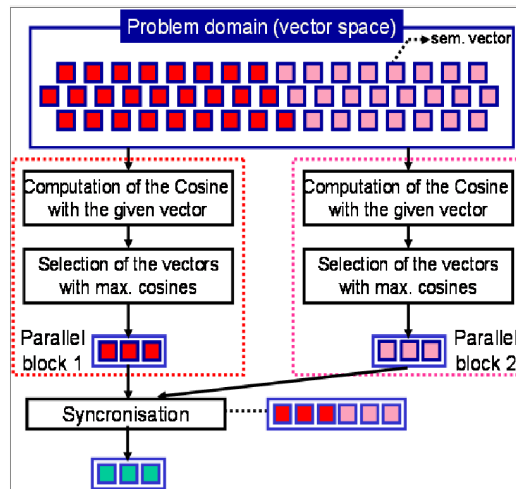 Problem domain (vector space)
sem. vector
Computation of the Cosine
with the given vector
Selection of the vectors
with max. cosines
Parallel
block 1
Computation of the Cosine
with the given vector
Selection of the vectors
with max. cosines
Parallel
block 2
Syncronisation